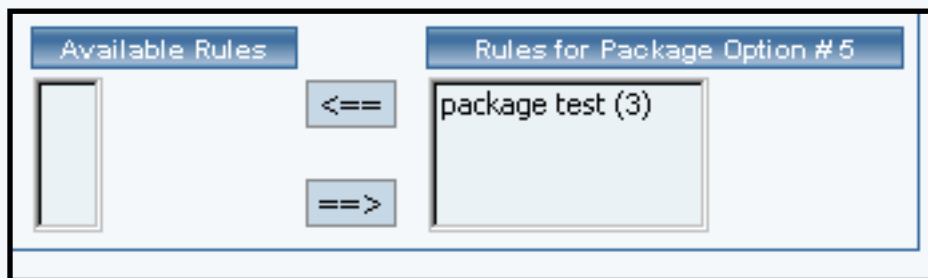 Available Rules
Rules for Package Option # 5
<==
package test (3)
==>